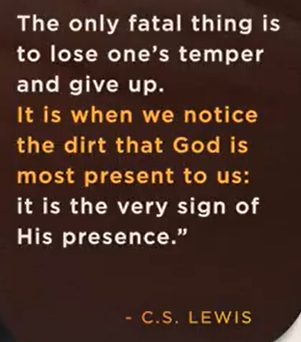 The only fatal thing is
to lose one's temper
and give up.
It is when we notice
the dirt that God is
most present to us:
it is the very sign of
His presence."
- C.S. LEWIS